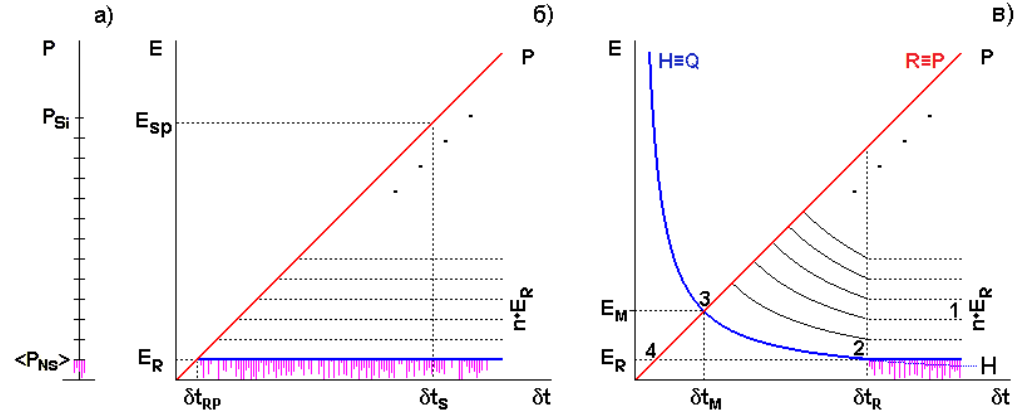 а)
P
P_Si
<P_NS>
б)
E
P
E_sp
n·E_R
E_R
δt_RP
δt_S
δt
в)
E
H≡Q
R≡P
P
E_M
3
1
n·E_R
E_R
4
2
H
δt_M
δt_R
δt